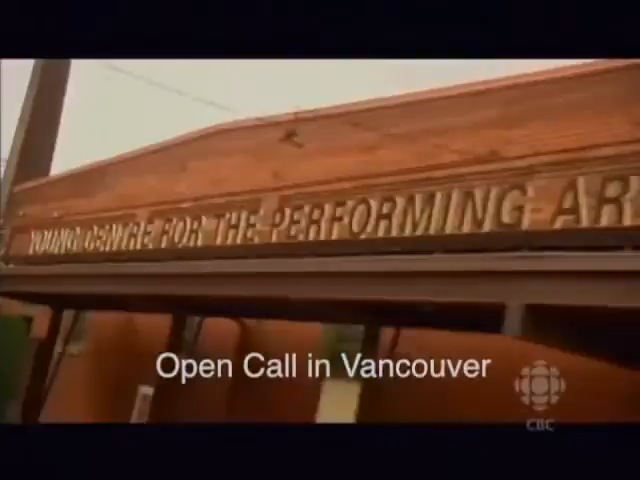 YOUNG CENTRE FOR THE PERFORMING AR
Open Call in Vancouver
CBC